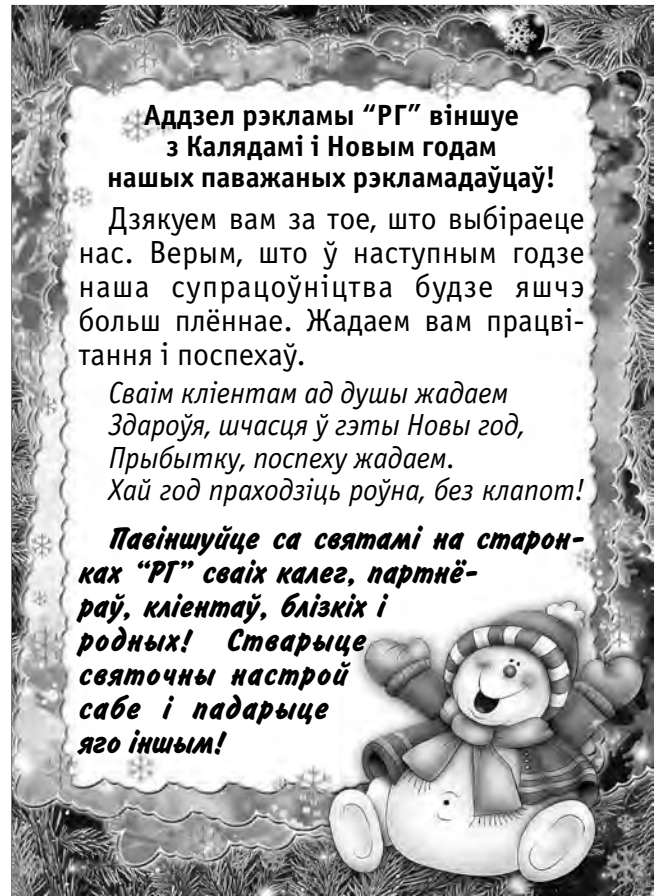 Аддзел рэкламы “РГ” віншуе
з Калядамі і Новым годам
нашых паважаных рэкламадаўцаў!
Дзякуем вам за тое, што выбіраеце
нас. Верым, што ў наступным годзе
наша супрацоўніцтва будзе яшчэ
больш плённае. Жадаем вам працві-
тання і поспехаў.
Сваім кліентам ад душы жадаем
Здароўя, шчасця ў гэты Новы год,
Прыбытку, поспеху жадаем.
Хай год праходзіць роўна, без клапот!
Павіншуйце са святамі на старон-
ках “РГ” сваіх калег, партнё-
раў, кліентаў, блізкіх і
родных! Стварыце
святочны настрой
сабе і падарыце
яго іншым!